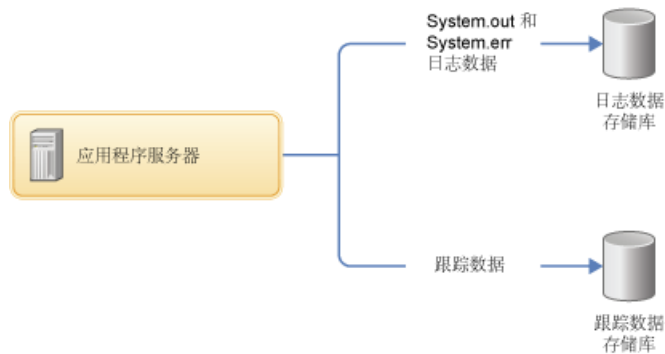 System.out 和
System.err
日志数据
日志数据
存储库
应用程序服务器
跟踪数据
跟踪数据
存储库